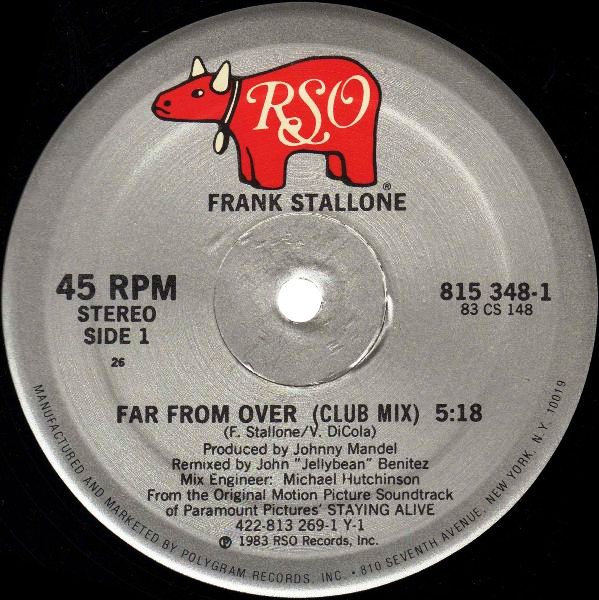 RSO
®
FRANK STALLONE
45 RPM
STEREO
SIDE 1
26
815 348-1
83 CS 148
FAR FROM OVER (CLUB MIX) 5:18
(F. Stallone/V. DiCola)
Produced by Johnny Mandel
Remixed by John "Jellybean" Benitez
Mix Engineer: Michael Hutchinson
From the Original Motion Picture Soundtrack
of Paramount Pictures' STAYING ALIVE
422-813 269-1 Y-1
℗ 1983 RSO Records, Inc.
MANUFACTURED AND MARKETED BY POLYGRAM RECORDS, INC. • 810 SEVENTH AVENUE, NEW YORK, N.Y. 10019